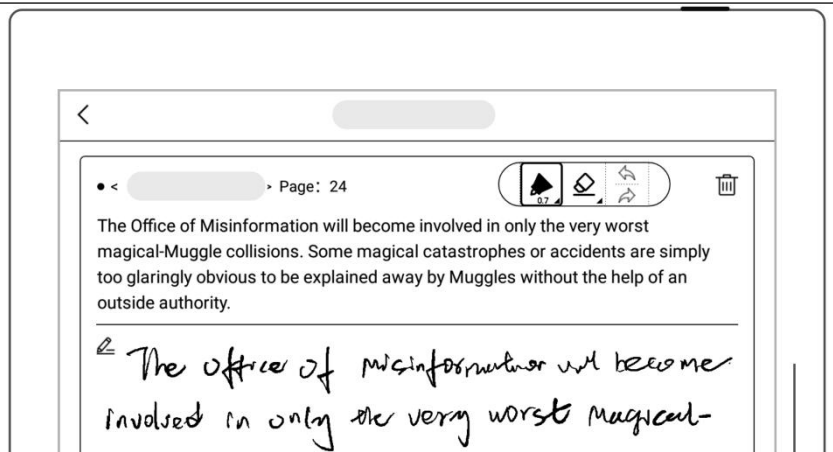 • < > Page: 24
0.7
The Office of Misinformation will become involved in only the very worst
magical-Muggle collisions. Some magical catastrophes or accidents are simply
too glaringly obvious to be explained away by Muggles without the help of an
outside authority.
The office of misinformation will become
involved in only the very worst magical-